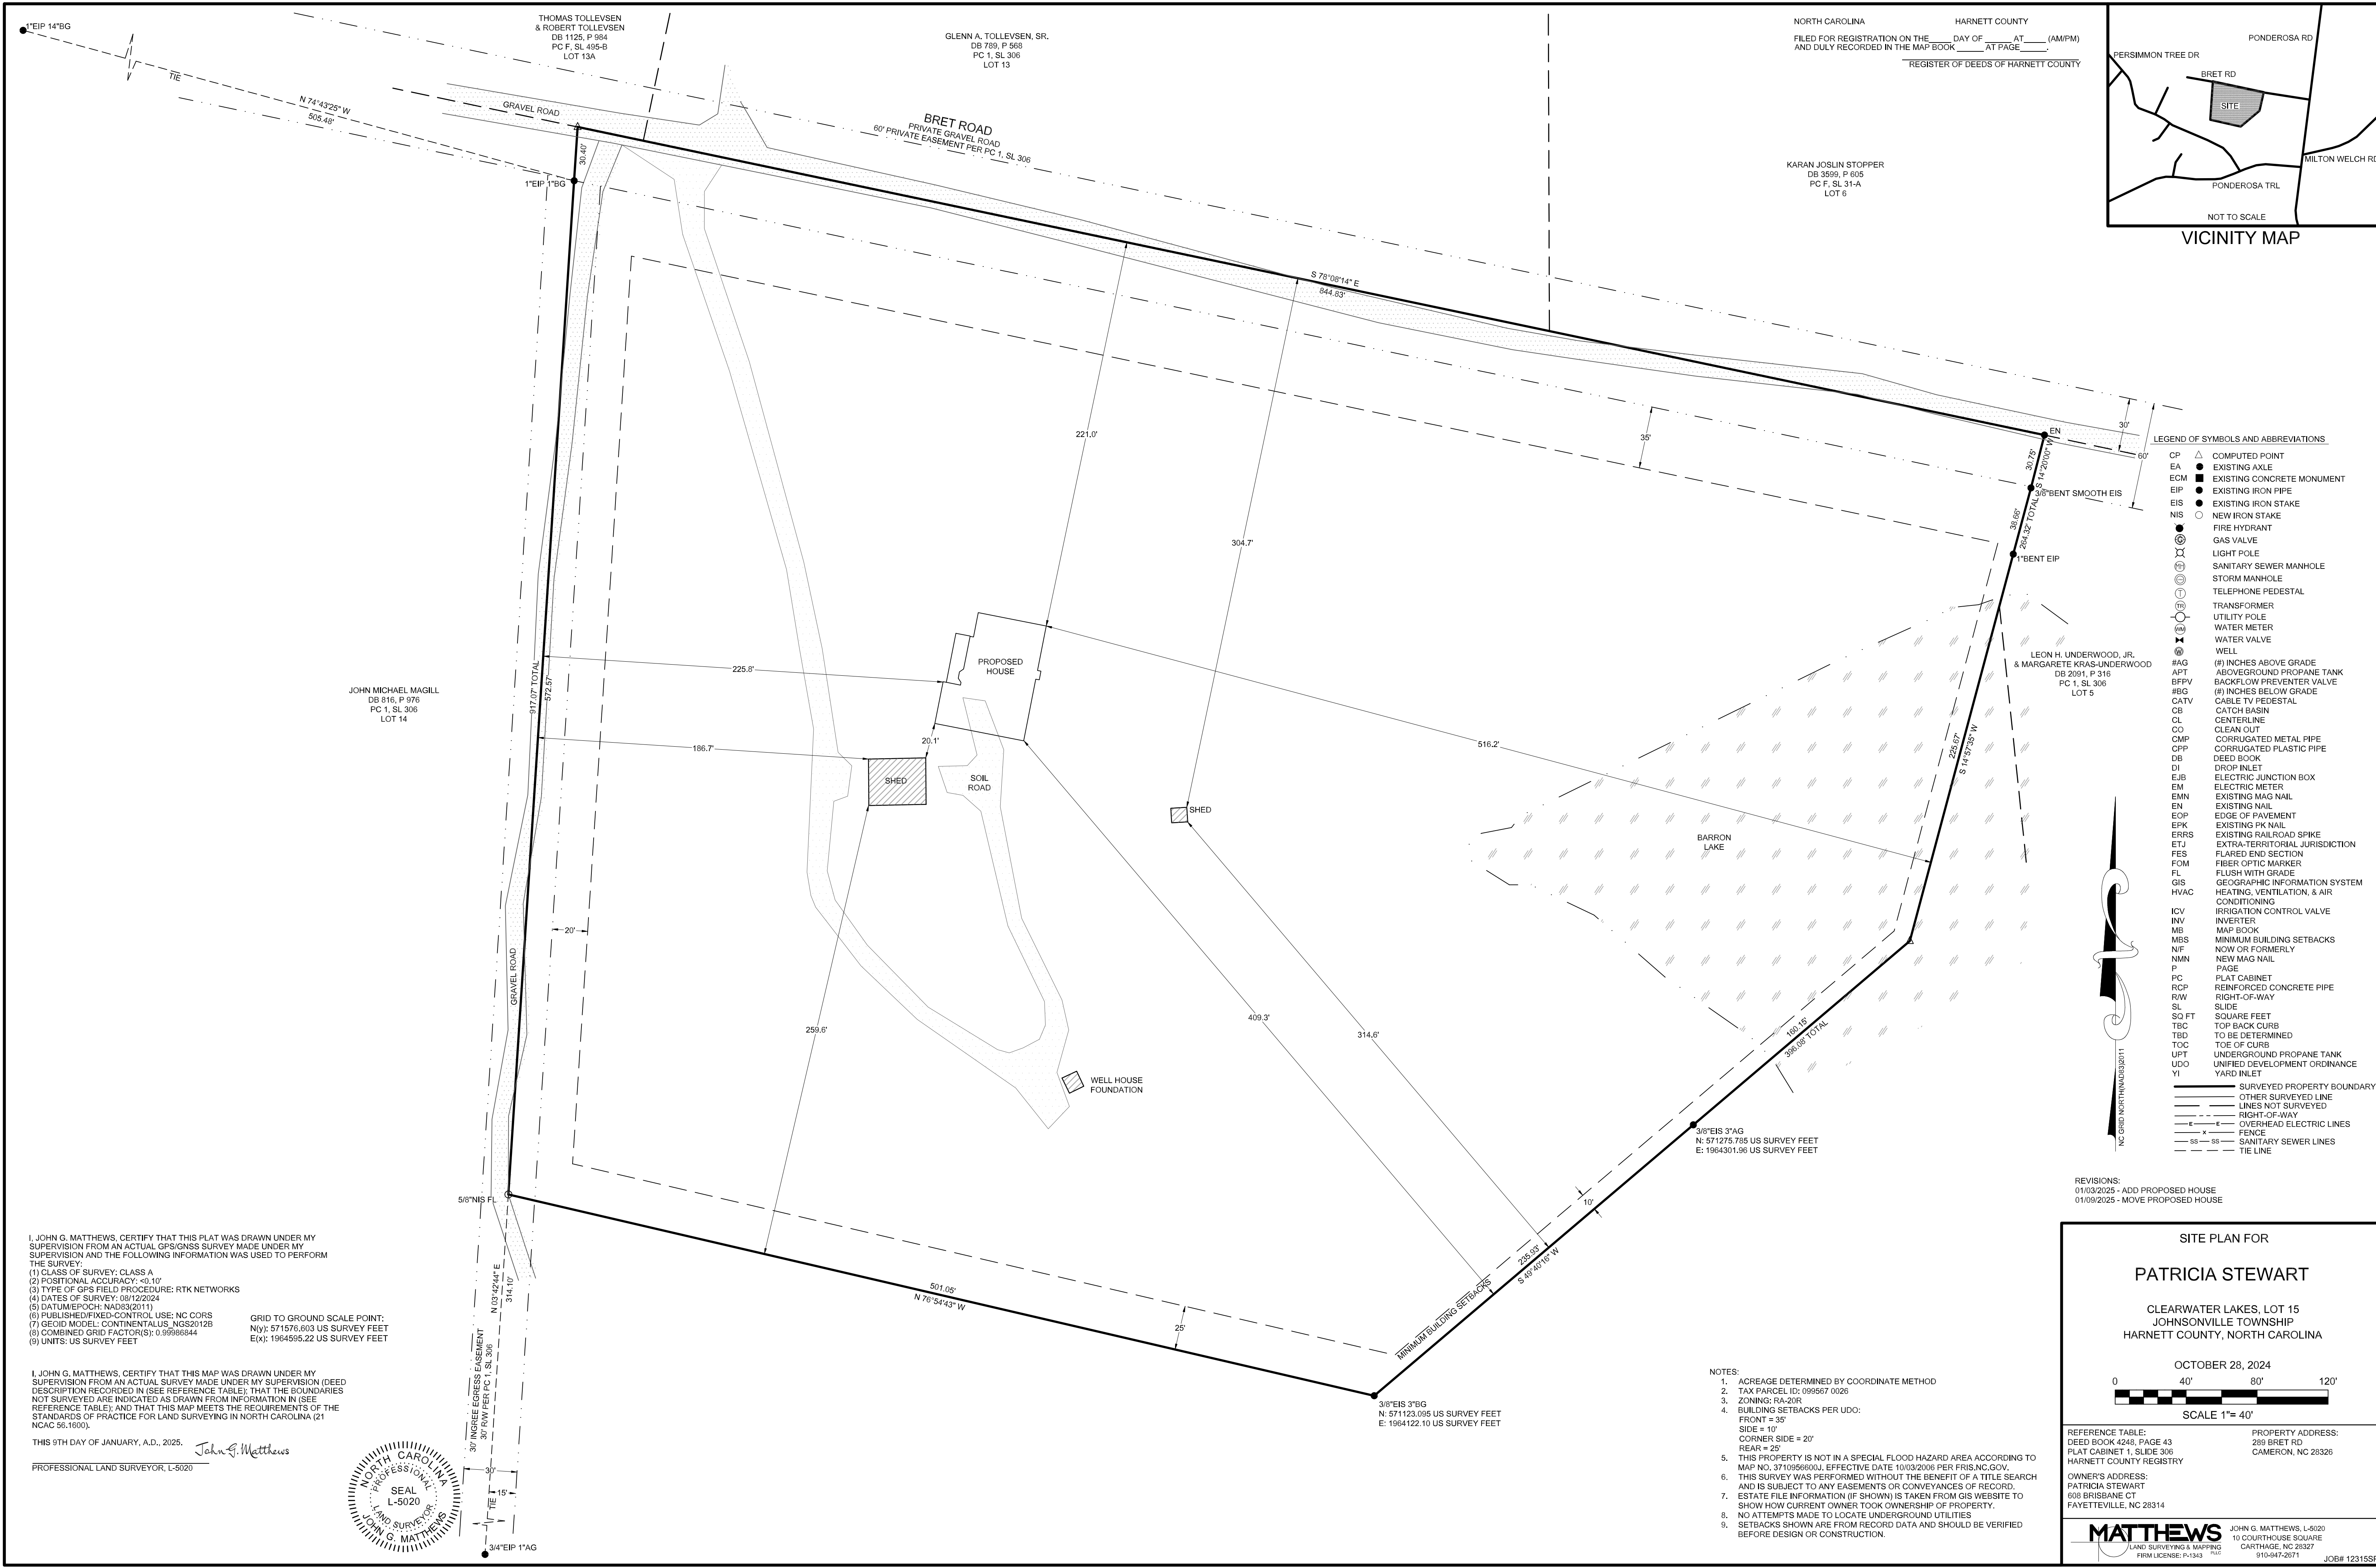 1"EIP 14"BG
TIE
N 74°43'25" W
505.48'
THOMAS TOLLEVSEN
& ROBERT TOLLEVSEN
DB 1125, P 984
PC F, SL 495-B
LOT 13A
GLENN A. TOLLEVSEN, SR.
DB 789, P 568
PC 1, SL 306
LOT 13
GRAVEL ROAD
BRET ROAD
PRIVATE GRAVEL ROAD
60' PRIVATE EASEMENT PER PC 1, SL 306
KARAN JOSLIN STOPPER
DB 3599, P 605
PC F, SL 31-A
LOT 6
NORTH CAROLINA HARNETT COUNTY
FILED FOR REGISTRATION ON THE____ DAY OF _____ AT____ (AM/PM)
AND DULY RECORDED IN THE MAP BOOK _____ AT PAGE_____.
REGISTER OF DEEDS OF HARNETT COUNTY
PONDEROSA RD
PERSIMMON TREE DR
BRET RD
SITE
MILTON WELCH RD
PONDEROSA TRL
NOT TO SCALE
VICINITY MAP
30.40'
1"EIP 1"BG
S 78°08'14" E
844.83'
221.0'
304.7'
35'
30'
60'
EN
30.75'
S 14°20'00" W
3/8"BENT SMOOTH EIS
38.66'
264.32' TOTAL
1"BENT EIP
917.07' TOTAL
572.57'
225.8'
PROPOSED
HOUSE
186.7'
20.1'
SHED
SOIL
ROAD
SHED
516.2'
JOHN MICHAEL MAGILL
DB 816, P 976
PC 1, SL 306
LOT 14
LEON H. UNDERWOOD, JR.
& MARGARETE KRAS-UNDERWOOD
DB 2091, P 316
PC 1, SL 306
LOT 5
225.67'
S 14°57'35" W
BARRON
LAKE
20'
GRAVEL ROAD
259.6'
409.3'
314.6'
160.15'
396.08' TOTAL
WELL HOUSE
FOUNDATION
3/8"EIS 3"AG
N: 571275.785 US SURVEY FEET
E: 1964301.96 US SURVEY FEET
10'
5/8"NIS FL
235.93'
S 49°40'16" W
MINIMUM BUILDING SETBACKS
501.05'
N 76°54'43" W
25'
3/8"EIS 3"BG
N: 571123.095 US SURVEY FEET
E: 1964122.10 US SURVEY FEET
N 03°42'44" E
314.10'
30' INGREE EGRESS EASEMENT
30' R/W PER PC 1, SL 306
30'
15'
TIE
3/4"EIP 1"AG
LEGEND OF SYMBOLS AND ABBREVIATIONS
CP COMPUTED POINT
EA EXISTING AXLE
ECM EXISTING CONCRETE MONUMENT
EIP EXISTING IRON PIPE
EIS EXISTING IRON STAKE
NIS NEW IRON STAKE
FIRE HYDRANT
G GAS VALVE
LIGHT POLE
SANITARY SEWER MANHOLE
STORM MANHOLE
T TELEPHONE PEDESTAL
TR TRANSFORMER
UTILITY POLE
WM WATER METER
WATER VALVE
W WELL
#AG (#) INCHES ABOVE GRADE
APT ABOVEGROUND PROPANE TANK
BFPV BACKFLOW PREVENTER VALVE
#BG (#) INCHES BELOW GRADE
CATV CABLE TV PEDESTAL
CB CATCH BASIN
CL CENTERLINE
CO CLEAN OUT
CMP CORRUGATED METAL PIPE
CPP CORRUGATED PLASTIC PIPE
DB DEED BOOK
DI DROP INLET
EJB ELECTRIC JUNCTION BOX
EM ELECTRIC METER
EMN EXISTING MAG NAIL
EN EXISTING NAIL
EOP EDGE OF PAVEMENT
EPK EXISTING PK NAIL
ERRS EXISTING RAILROAD SPIKE
ETJ EXTRA-TERRITORIAL JURISDICTION
FES FLARED END SECTION
FOM FIBER OPTIC MARKER
FL FLUSH WITH GRADE
GIS GEOGRAPHIC INFORMATION SYSTEM
HVAC HEATING, VENTILATION, & AIR
CONDITIONING
ICV IRRIGATION CONTROL VALVE
INV INVERTER
MB MAP BOOK
MBS MINIMUM BUILDING SETBACKS
N/F NOW OR FORMERLY
NMN NEW MAG NAIL
P PAGE
PC PLAT CABINET
RCP REINFORCED CONCRETE PIPE
R/W RIGHT-OF-WAY
SL SLIDE
SQ FT SQUARE FEET
TBC TOP BACK CURB
TBD TO BE DETERMINED
TOC TOE OF CURB
UPT UNDERGROUND PROPANE TANK
UDO UNIFIED DEVELOPMENT ORDINANCE
YI YARD INLET
SURVEYED PROPERTY BOUNDARY
OTHER SURVEYED LINE
LINES NOT SURVEYED
RIGHT-OF-WAY
E E OVERHEAD ELECTRIC LINES
X FENCE
SS SS SANITARY SEWER LINES
TIE LINE
NC GRID NORTH(NAD83)2011
REVISIONS:
01/03/2025 - ADD PROPOSED HOUSE
01/09/2025 - MOVE PROPOSED HOUSE
I, JOHN G. MATTHEWS, CERTIFY THAT THIS PLAT WAS DRAWN UNDER MY
SUPERVISION FROM AN ACTUAL GPS/GNSS SURVEY MADE UNDER MY
SUPERVISION AND THE FOLLOWING INFORMATION WAS USED TO PERFORM
THE SURVEY:
(1) CLASS OF SURVEY: CLASS A
(2) POSITIONAL ACCURACY: <0.10'
(3) TYPE OF GPS FIELD PROCEDURE: RTK NETWORKS
(4) DATES OF SURVEY: 08/12/2024
(5) DATUM/EPOCH: NAD83(2011)
(6) PUBLISHED/FIXED-CONTROL USE: NC CORS
(7) GEOID MODEL: CONTINENTALUS_NGS2012B
(8) COMBINED GRID FACTOR(S): 0.99986844
(9) UNITS: US SURVEY FEET
GRID TO GROUND SCALE POINT:
N(y): 571576.603 US SURVEY FEET
E(x): 1964595.22 US SURVEY FEET
I, JOHN G. MATTHEWS, CERTIFY THAT THIS MAP WAS DRAWN UNDER MY
SUPERVISION FROM AN ACTUAL SURVEY MADE UNDER MY SUPERVISION (DEED
DESCRIPTION RECORDED IN (SEE REFERENCE TABLE); THAT THE BOUNDARIES
NOT SURVEYED ARE INDICATED AS DRAWN FROM INFORMATION IN (SEE
REFERENCE TABLE); AND THAT THIS MAP MEETS THE REQUIREMENTS OF THE
STANDARDS OF PRACTICE FOR LAND SURVEYING IN NORTH CAROLINA (21
NCAC 56.1600).
THIS 9TH DAY OF JANUARY, A.D., 2025.
John G. Matthews
PROFESSIONAL LAND SURVEYOR, L-5020
NORTH CAROLINA
PROFESSIONAL
SEAL
L-5020
LAND SURVEYOR
JOHN G. MATTHEWS
NOTES:
1. ACREAGE DETERMINED BY COORDINATE METHOD
2. TAX PARCEL ID: 099567 0026
3. ZONING: RA-20R
4. BUILDING SETBACKS PER UDO:
FRONT = 35'
SIDE = 10'
CORNER SIDE = 20'
REAR = 25'
5. THIS PROPERTY IS NOT IN A SPECIAL FLOOD HAZARD AREA ACCORDING TO
MAP NO. 3710956600J, EFFECTIVE DATE 10/03/2006 PER FRIS.NC.GOV.
6. THIS SURVEY WAS PERFORMED WITHOUT THE BENEFIT OF A TITLE SEARCH
AND IS SUBJECT TO ANY EASEMENTS OR CONVEYANCES OF RECORD.
7. ESTATE FILE INFORMATION (IF SHOWN) IS TAKEN FROM GIS WEBSITE TO
SHOW HOW CURRENT OWNER TOOK OWNERSHIP OF PROPERTY.
8. NO ATTEMPTS MADE TO LOCATE UNDERGROUND UTILITIES
9. SETBACKS SHOWN ARE FROM RECORD DATA AND SHOULD BE VERIFIED
BEFORE DESIGN OR CONSTRUCTION.
SITE PLAN FOR
PATRICIA STEWART
CLEARWATER LAKES, LOT 15
JOHNSONVILLE TOWNSHIP
HARNETT COUNTY, NORTH CAROLINA
OCTOBER 28, 2024
0 40' 80' 120'
SCALE 1"= 40'
REFERENCE TABLE:
DEED BOOK 4248, PAGE 43
PLAT CABINET 1, SLIDE 306
HARNETT COUNTY REGISTRY
PROPERTY ADDRESS:
289 BRET RD
CAMERON, NC 28326
OWNER'S ADDRESS:
PATRICIA STEWART
608 BRISBANE CT
FAYETTEVILLE, NC 28314
MATTHEWS
LAND SURVEYING & MAPPING
PLLC
FIRM LICENSE: P-1343
JOHN G. MATTHEWS, L-5020
10 COURTHOUSE SQUARE
CARTHAGE, NC 28327
910-947-2671